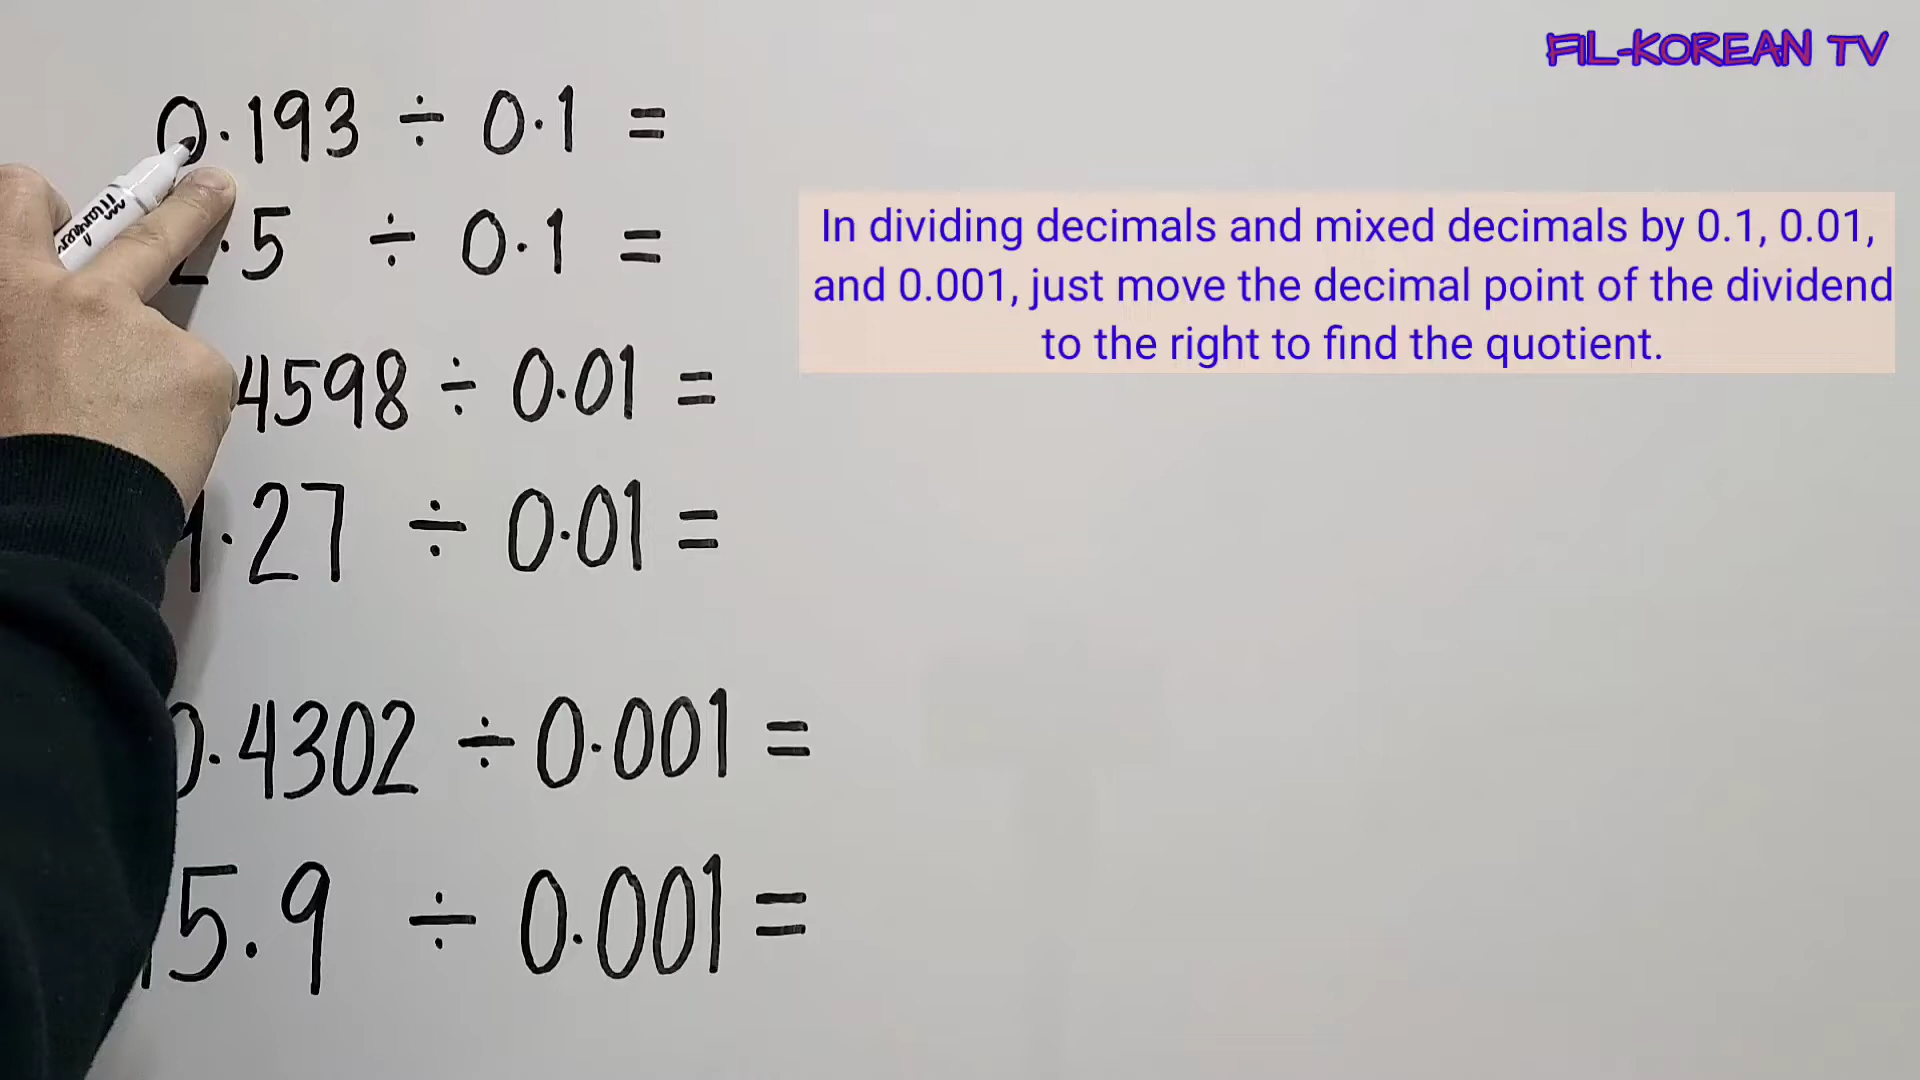 FIL-KOREAN TV
0.193 ÷ 0.1 =
.5 ÷ 0.1 =
In dividing decimals and mixed decimals by 0.1, 0.01,
and 0.001, just move the decimal point of the dividend
to the right to find the quotient.
4598 ÷ 0.01 =
.27 ÷ 0.01 =
0.4302 ÷ 0.001 =
5.9 ÷ 0.001 =